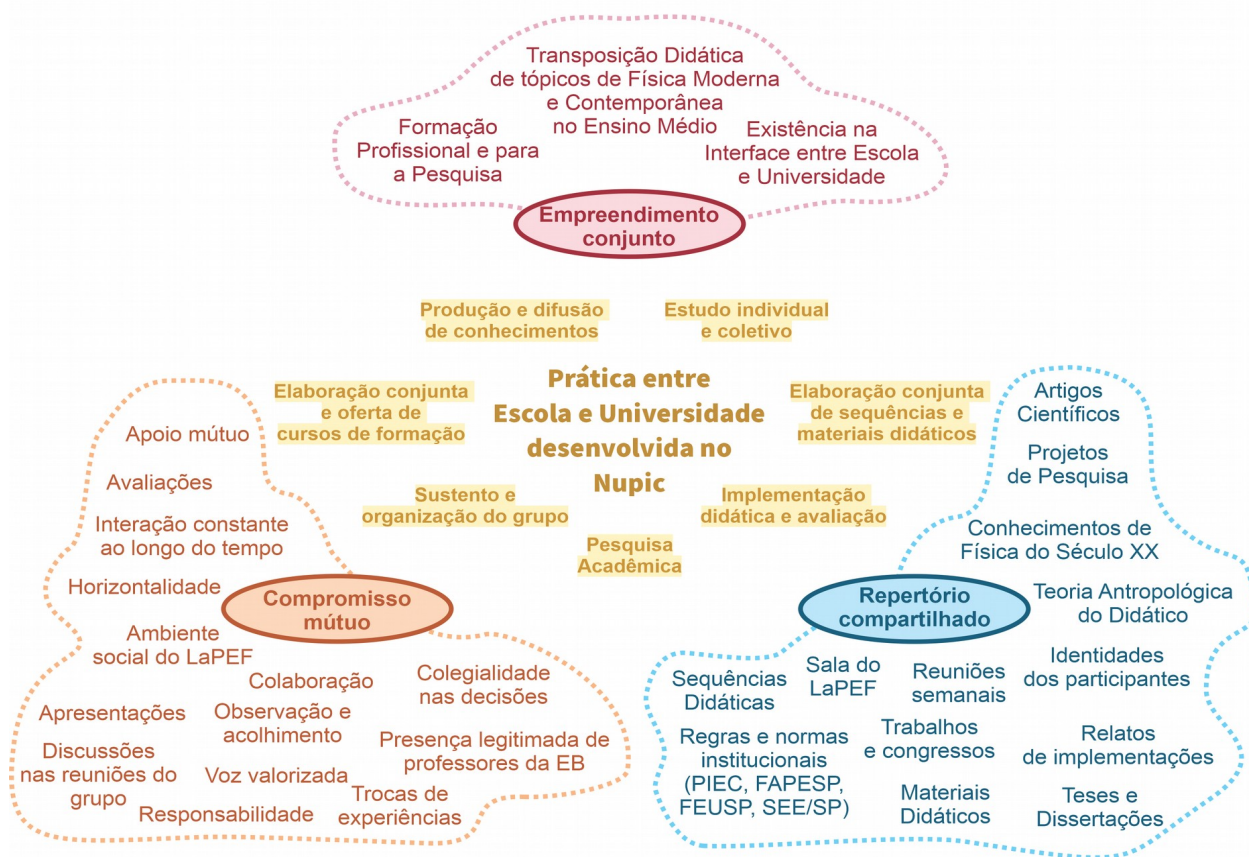 Transposição Didática
de tópicos de Física Moderna
e Contemporânea
no Ensino Médio
Formação
Profissional e para
a Pesquisa
Existência na
Interface entre Escola
e Universidade
Empreendimento
conjunto
Produção e difusão
de conhecimentos
Estudo individual
e coletivo
Elaboração conjunta
e oferta de
cursos de formação
Prática entre
Escola e Universidade
desenvolvida no
Nupic
Elaboração conjunta
de sequências e
materiais didáticos
Sustento e
organização do grupo
Implementação
didática e avaliação
Pesquisa
Acadêmica
Apoio mútuo
Avaliações
Interação constante
ao longo do tempo
Horizontalidade
Compromisso
mútuo
Ambiente
social do LaPEF
Colaboração
Colegialidade
nas decisões
Apresentações
Observação e
acolhimento
Presença legitimada de
professores da EB
Discussões
nas reuniões do
grupo
Voz valorizada
Trocas de
experiências
Responsabilidade
Artigos
Científicos
Projetos
de Pesquisa
Conhecimentos de
Física do Século XX
Repertório
compartilhado
Teoria Antropológica
do Didático
Sequências
Didáticas
Sala do
LaPEF
Reuniões
semanais
Identidades
dos participantes
Regras e normas
institucionais
(PIEC, FAPESP,
FEUSP, SEE/SP)
Trabalhos
e congressos
Relatos
de implementações
Materiais
Didáticos
Teses e
Dissertações